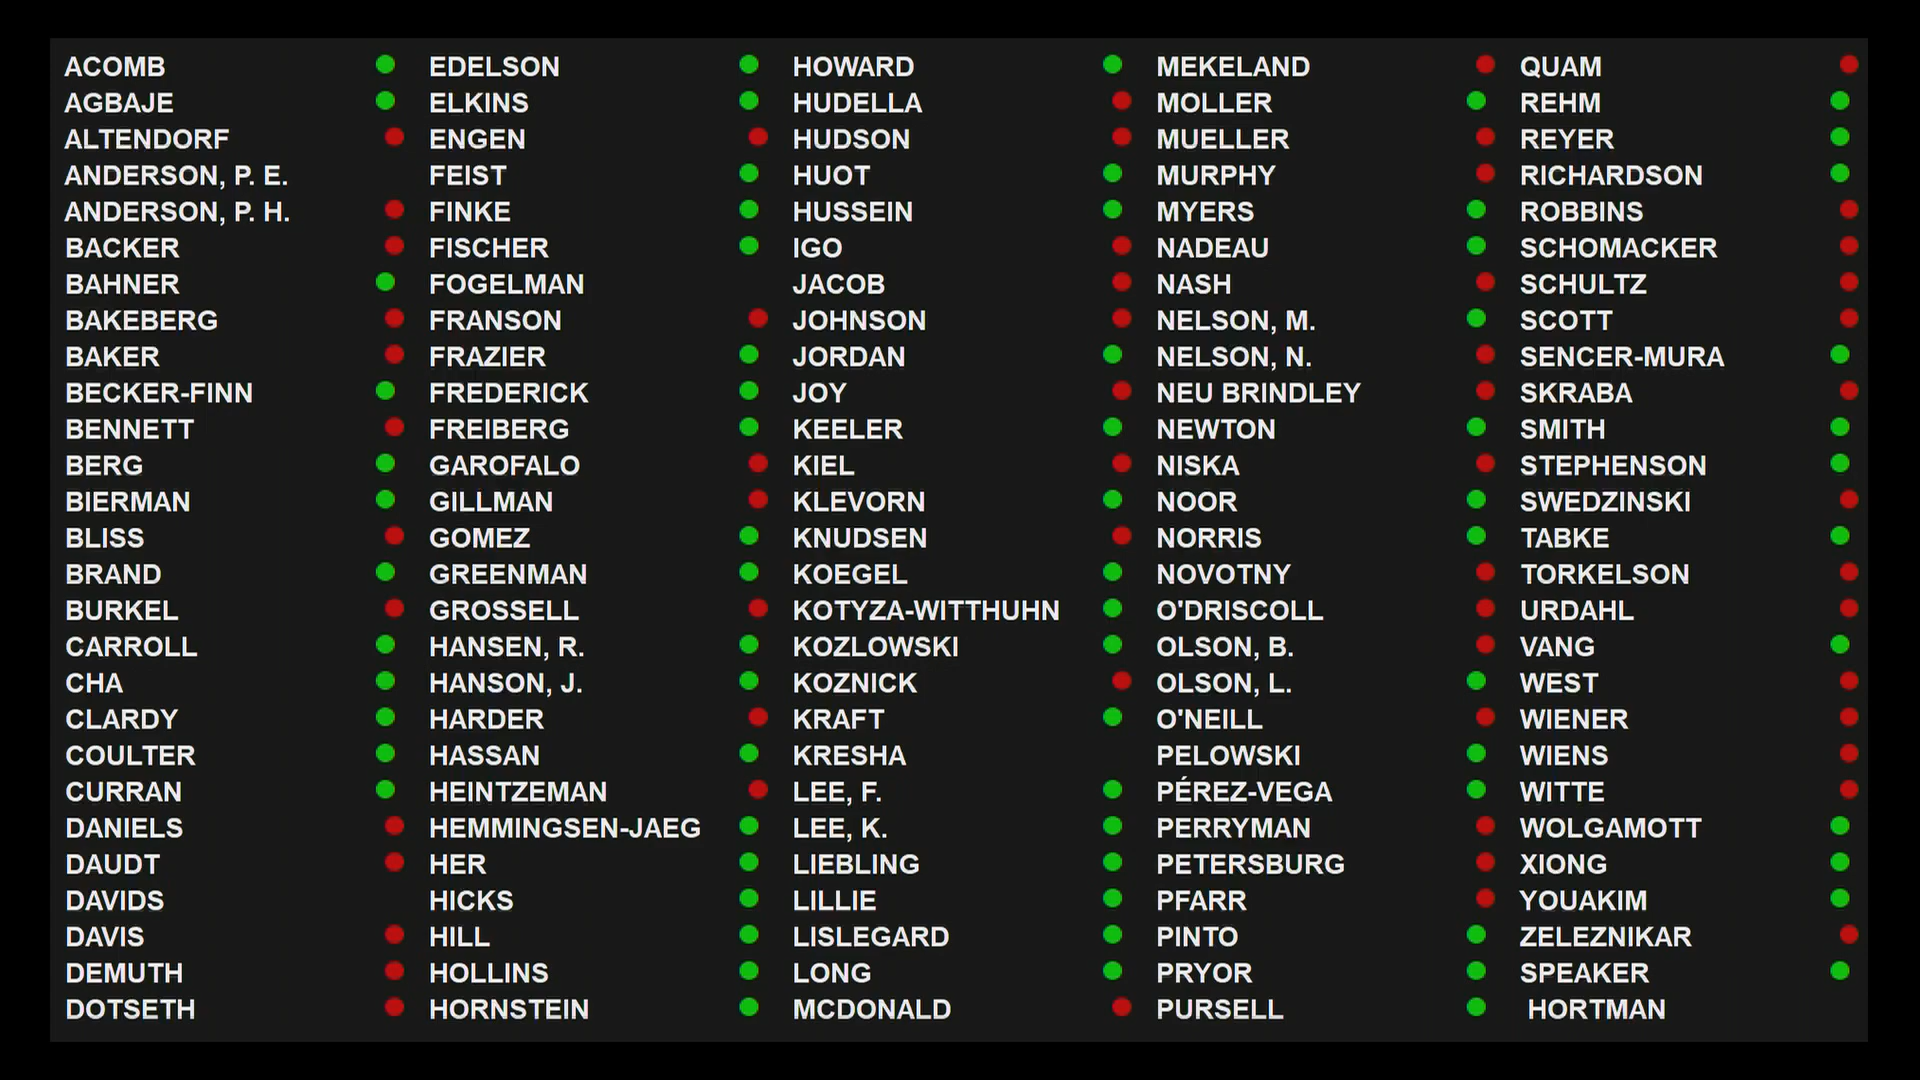 ACOMB
AGBAJE
ALTENDORF
ANDERSON, P. E.
ANDERSON, P. H.
BACKER
BAHNER
BAKEBERG
BAKER
BECKER-FINN
BENNETT
BERG
BIERMAN
BLISS
BRAND
BURKEL
CARROLL
CHA
CLARDY
COULTER
CURRAN
DANIELS
DAUDT
DAVIDS
DAVIS
DEMUTH
DOTSETH
EDELSON
ELKINS
ENGEN
FEIST
FINKE
FISCHER
FOGELMAN
FRANSON
FRAZIER
FREDERICK
FREIBERG
GAROFALO
GILLMAN
GOMEZ
GREENMAN
GROSSELL
HANSEN, R.
HANSON, J.
HARDER
HASSAN
HEINTZEMAN
HEMMINGSEN-JAEG
HER
HICKS
HILL
HOLLINS
HORNSTEIN
HOWARD
HUDELLA
HUDSON
HUOT
HUSSEIN
IGO
JACOB
JOHNSON
JORDAN
JOY
KEELER
KIEL
KLEVORN
KNUDSEN
KOEGEL
KOTYZA-WITTHUHN
KOZLOWSKI
KOZNICK
KRAFT
KRESHA
LEE, F.
LEE, K.
LIEBLING
LILLIE
LISLEGARD
LONG
MCDONALD
MEKELAND
MOLLER
MUELLER
MURPHY
MYERS
NADEAU
NASH
NELSON, M.
NELSON, N.
NEU BRINDLEY
NEWTON
NISKA
NOOR
NORRIS
NOVOTNY
O'DRISCOLL
OLSON, B.
OLSON, L.
O'NEILL
PELOWSKI
PÉREZ-VEGA
PERRYMAN
PETERSBURG
PFARR
PINTO
PRYOR
PURSELL
QUAM
REHM
REYER
RICHARDSON
ROBBINS
SCHOMACKER
SCHULTZ
SCOTT
SENCER-MURA
SKRABA
SMITH
STEPHENSON
SWEDZINSKI
TABKE
TORKELSON
URDAHL
VANG
WEST
WIENER
WIENS
WITTE
WOLGAMOTT
XIONG
YOUAKIM
ZELEZNIKAR
SPEAKER
HORTMAN